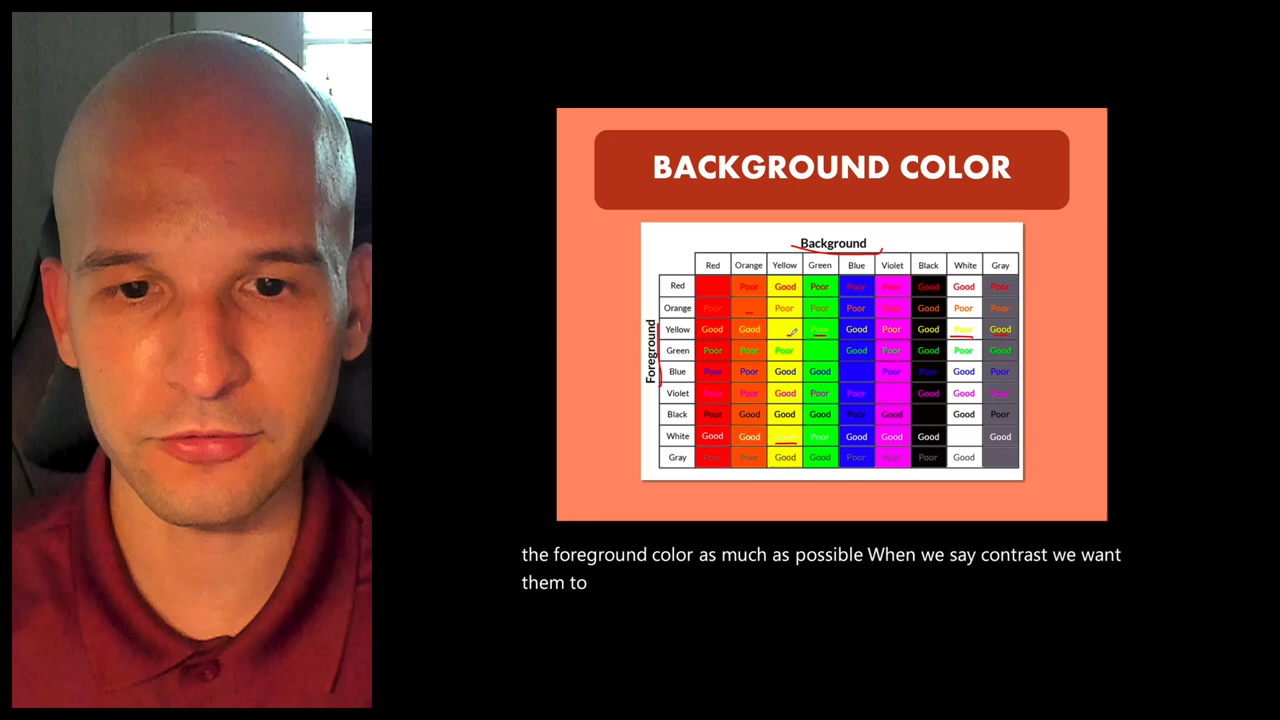 BACKGROUND COLOR
Background
Red Orange Yellow Green Blue Violet Black White Gray
Foreground
Red Poor Good Poor Poor Poor Good Good Poor
Orange Poor Poor Poor Poor Poor Poor Poor Poor
Yellow Good Good Poor Good Poor Good Poor Good
Green Poor Poor Poor Good Poor Good Poor Good
Blue Poor Poor Good Good Poor Poor Good Poor
Violet Poor Poor Good Poor Poor Good Good Poor
Black Poor Good Good Good Poor Good Good Poor
White Good Good Poor Good Good Good Good
Gray Poor Poor Good Good Poor Poor Poor Good
the foreground color as much as possible When we say contrast we want
them to